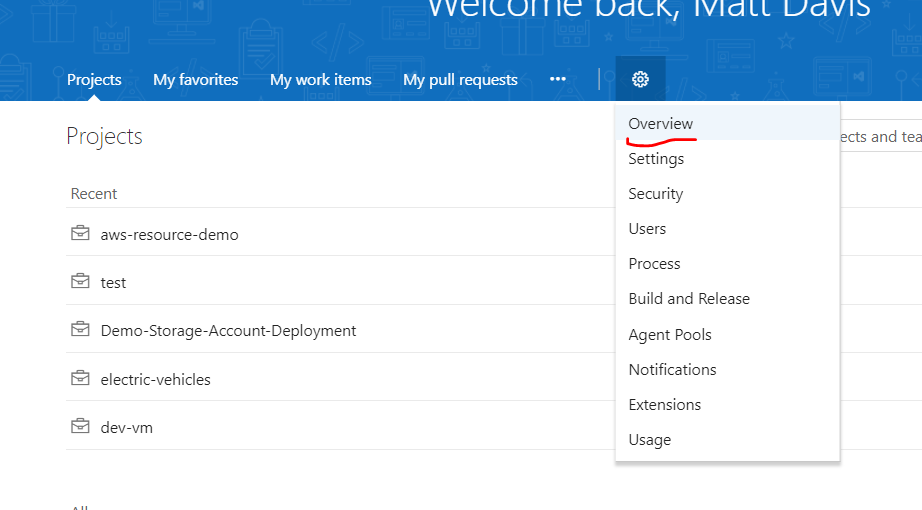 Welcome back, Matt Davis
Projects My favorites My work items My pull requests ···
Projects
Overview
ects and tea
Settings
Recent
Security
aws-resource-demo
Users
Process
test
Build and Release
Demo-Storage-Account-Deployment
Agent Pools
Notifications
electric-vehicles
Extensions
dev-vm
Usage
All